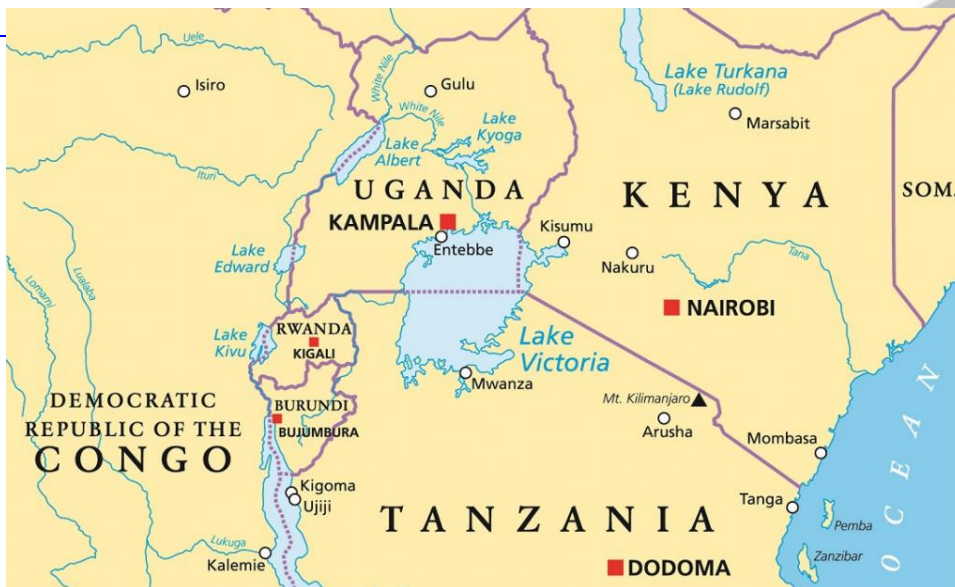 Uele
Isiro
White Nile
Gulu
White Nile
Lake
Kyoga
Lake
Albert
Lake Turkana
(Lake Rudolf)
Marsabit
Ituri
UGANDA
KENYA
SOM.
KAMPALA
Entebbe
Kisumu
Nakuru
Tana
Lake
Edward
Lomami
Lualaba
NAIROBI
RWANDA
KIGALI
Lake
Kivu
Lake
Victoria
Mwanza
DEMOCRATIC
REPUBLIC OF THE
CONGO
BURUNDI
BUJUMBURA
Mt. Kilimanjaro
Arusha
Mombasa
OCEAN
Kigoma
Ujiji
TANZANIA
Tanga
Pemba
Zanzibar
Lukuga
Kalemie
DODOMA